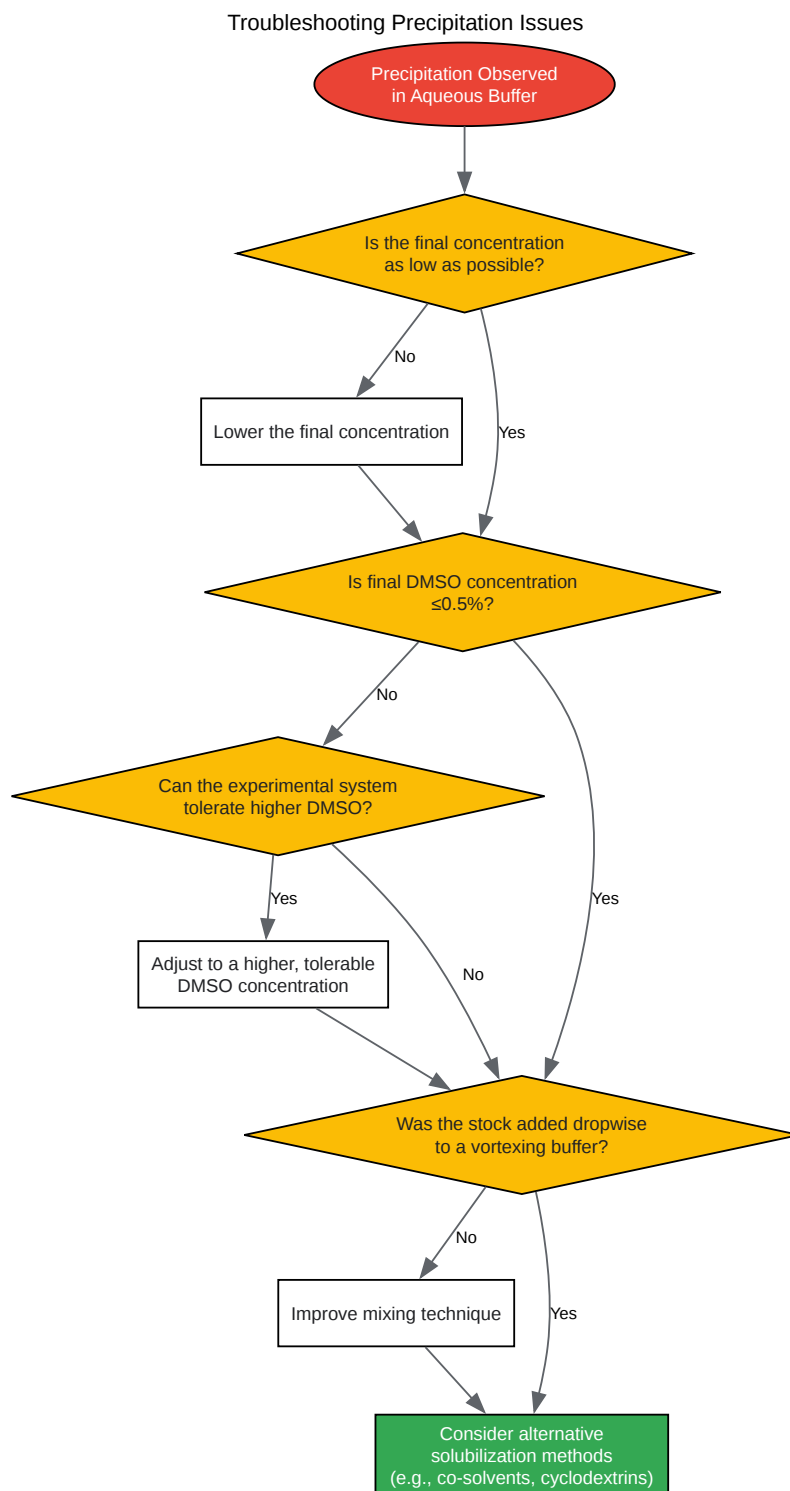 Troubleshooting Precipitation Issues
Precipitation Observed
in Aqueous Buffer
Is the final concentration
as low as possible?
No
Lower the final concentration
Yes
Is final DMSO concentration
≤0.5%?
No
Can the experimental system
tolerate higher DMSO?
Yes
Yes
Adjust to a higher, tolerable
DMSO concentration
No
Was the stock added dropwise
to a vortexing buffer?
No
Improve mixing technique
Yes
Consider alternative
solubilization methods
(e.g., co-solvents, cyclodextrins)